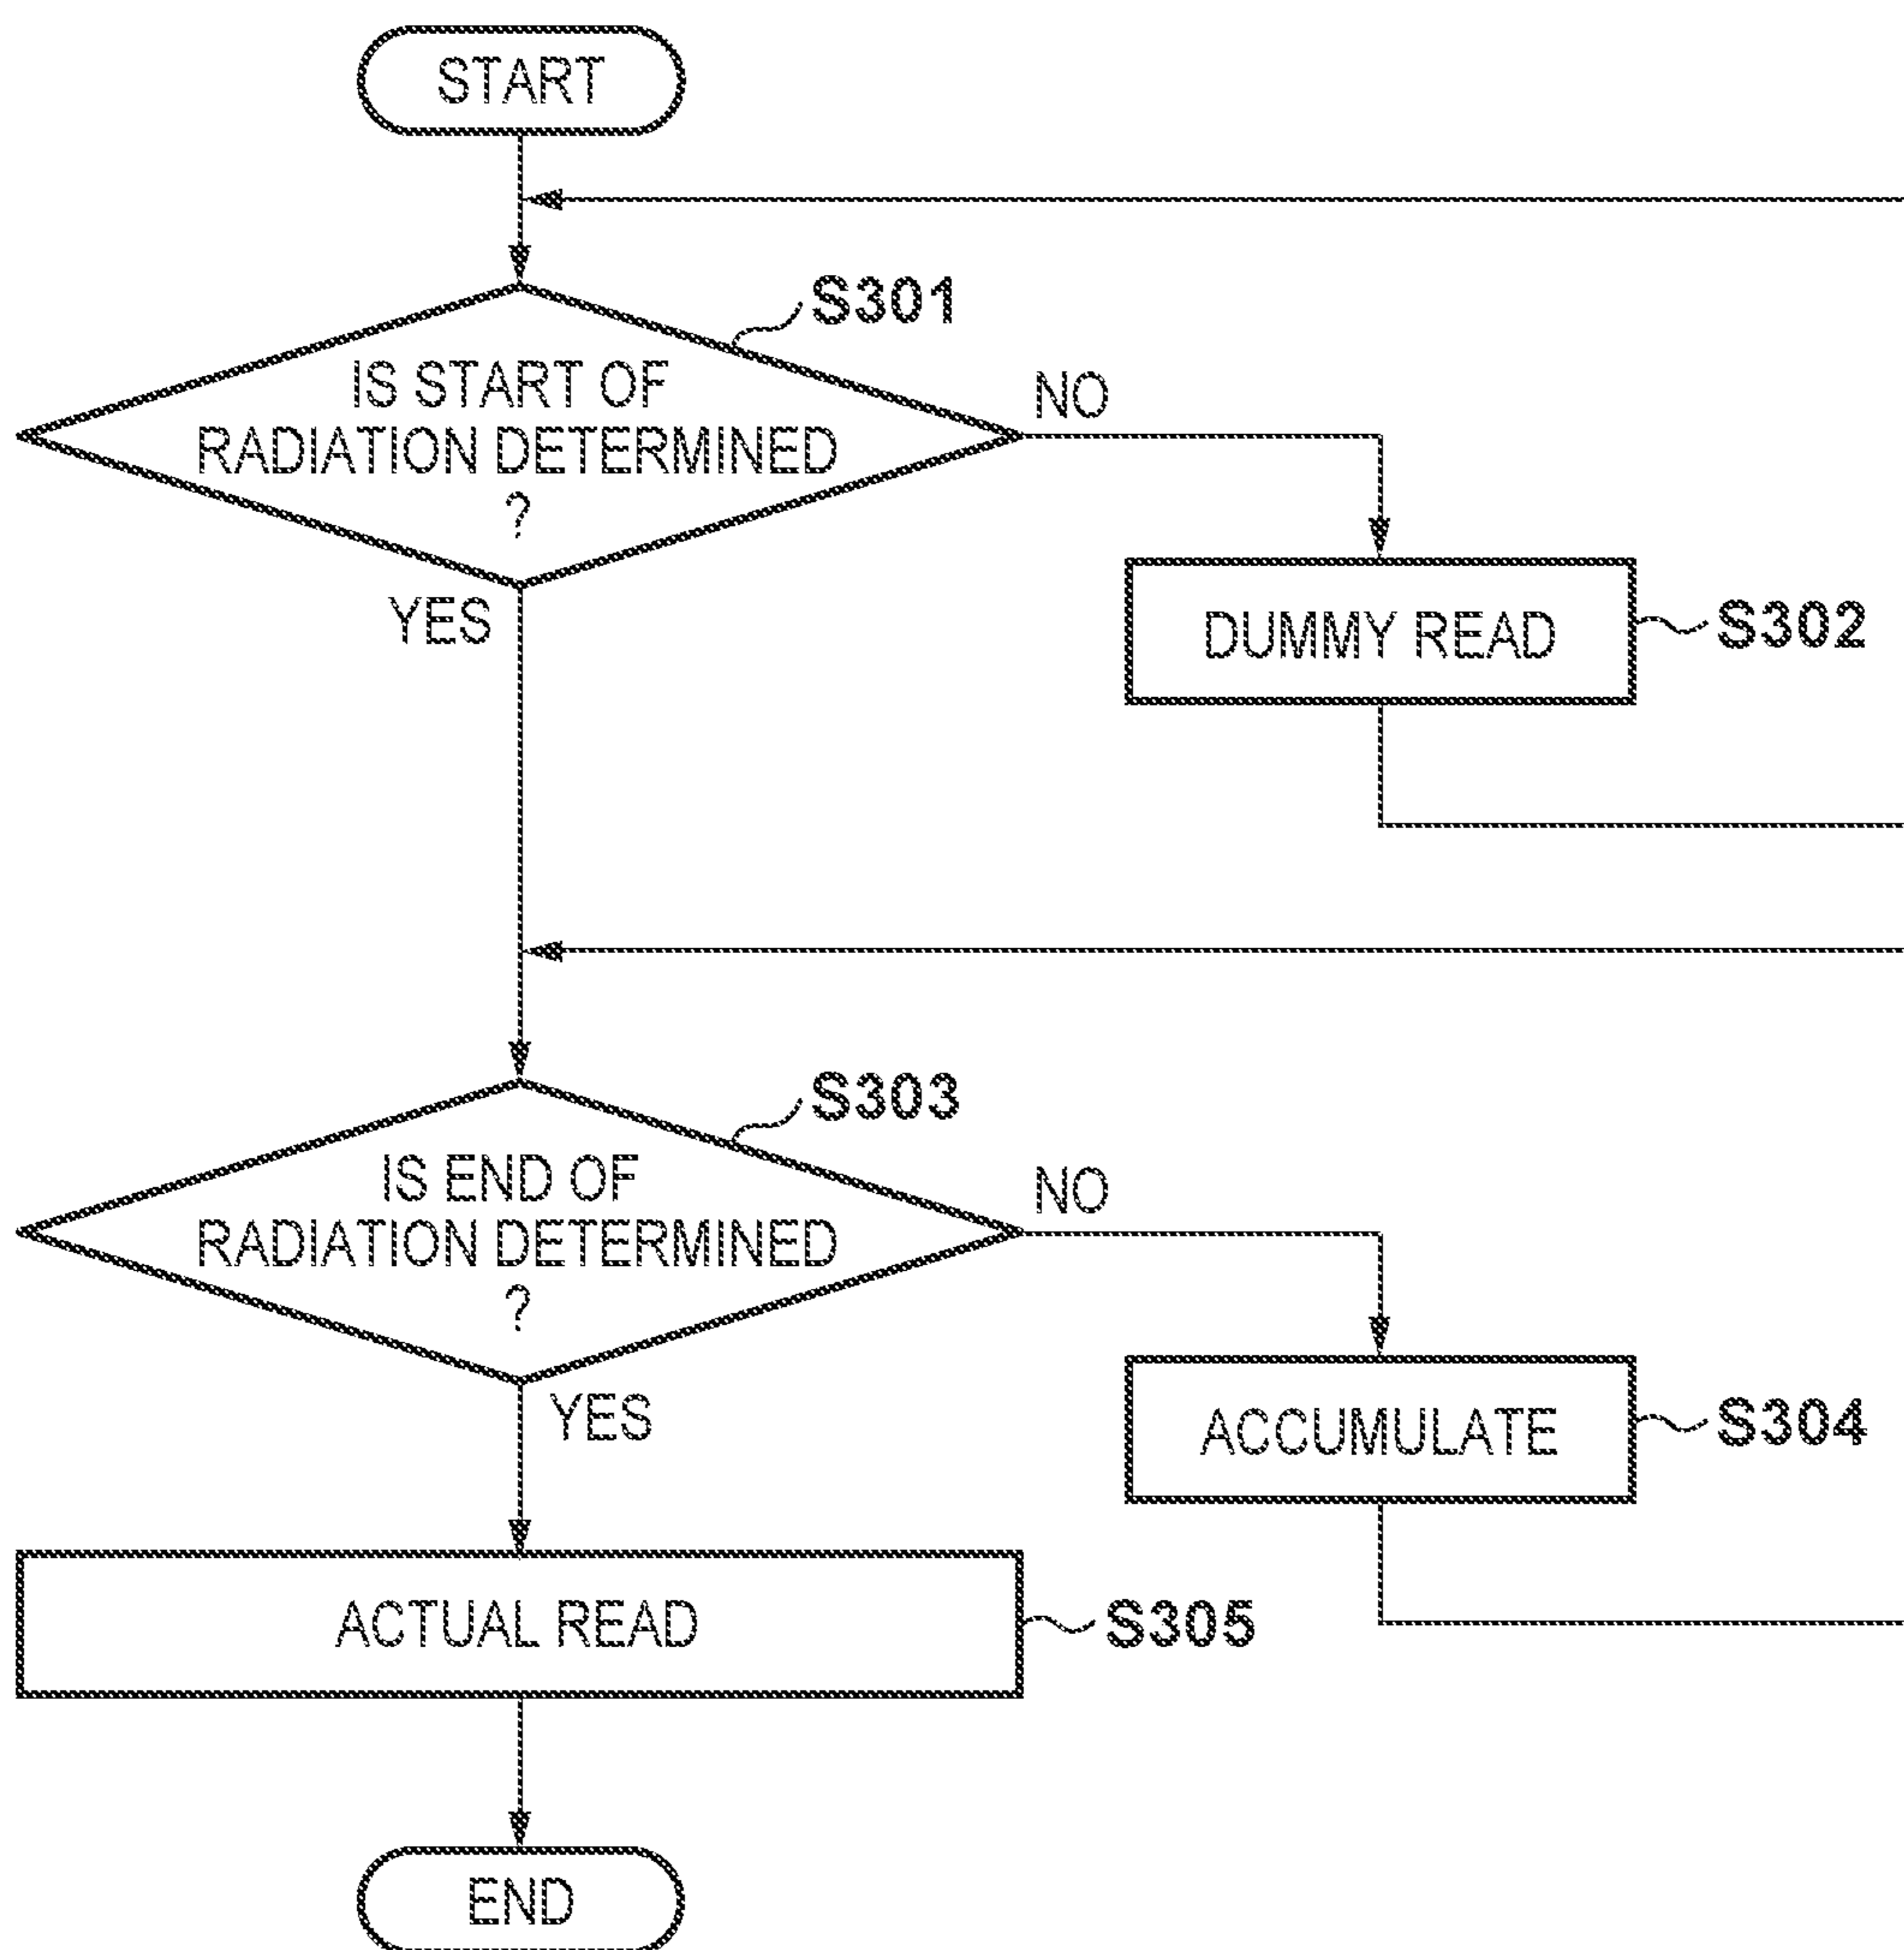 START
S301
IS START OF
RADIATION DETERMINED
?
NO
YES
DUMMY READ
S302
S303
IS END OF
RADIATION DETERMINED
?
NO
YES
ACCUMULATE
S304
ACTUAL READ
S305
END